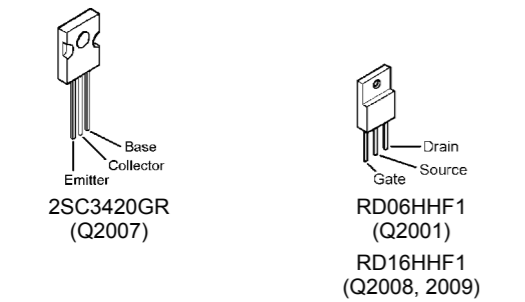 Base
Collector
Emitter
2SC3420GR
(Q2007)
Drain
Source
Gate
RD06HHF1
(Q2001)
RD16HHF1
(Q2008, 2009)